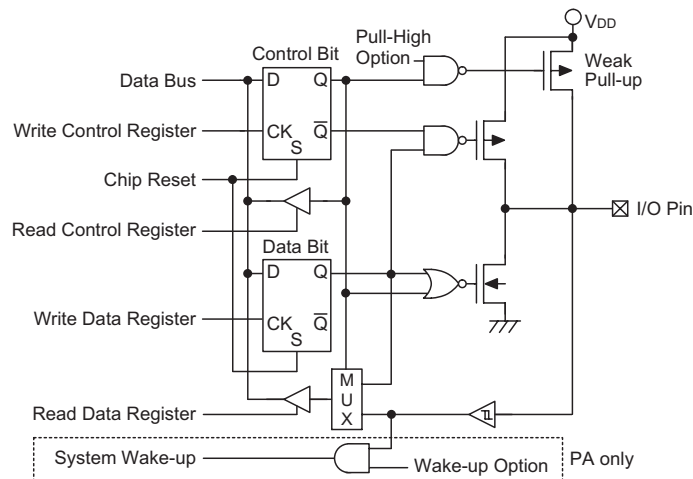 VDD
Pull-High
Option
Control Bit
Weak
Pull-up
Data Bus
D
Q
Write Control Register
CK
Q
S
Chip Reset
I/O Pin
Read Control Register
Data Bit
D
Q
Write Data Register
CK
Q
S
M
U
X
Read Data Register
System Wake-up
PA only
Wake-up Option